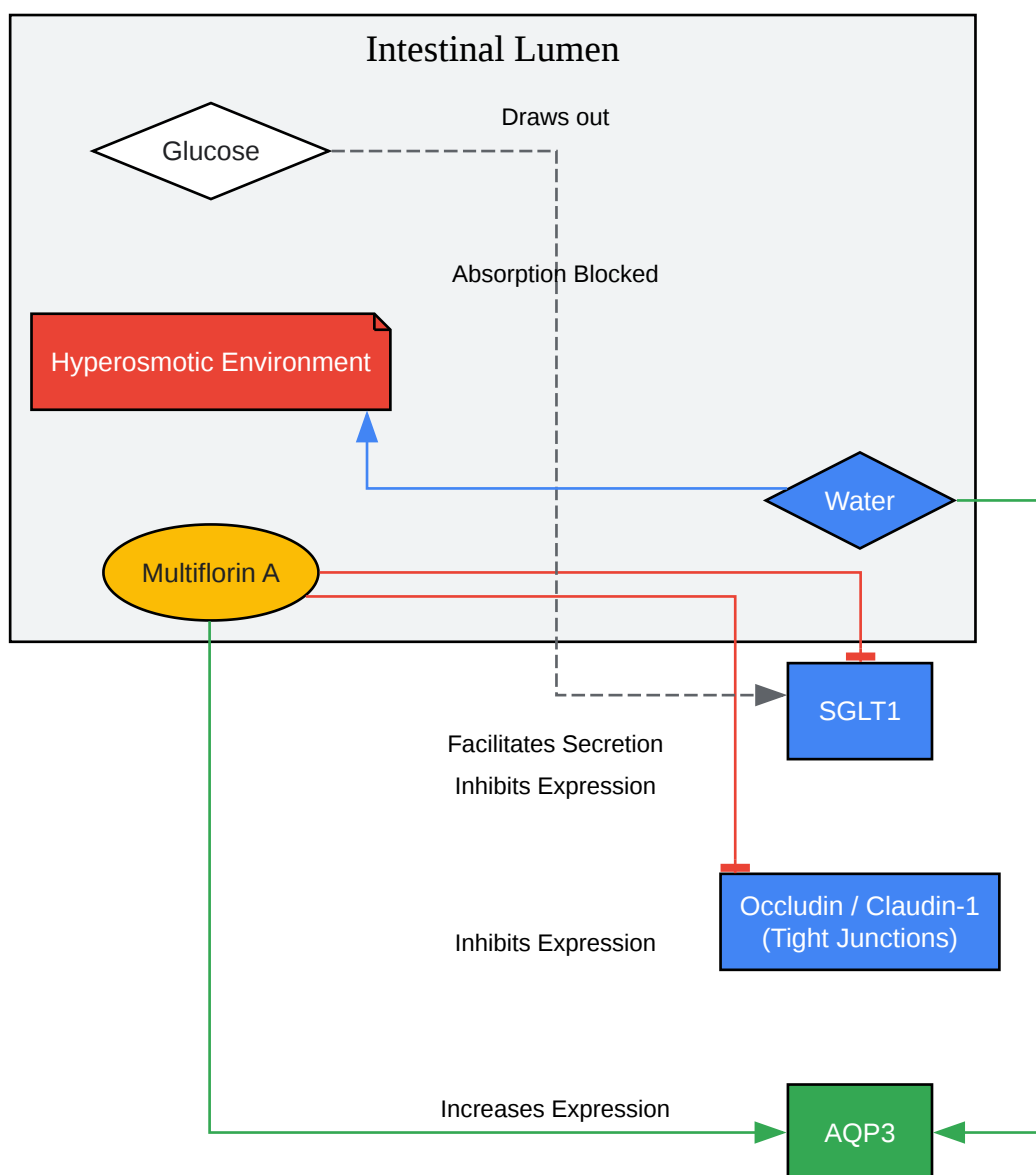 Intestinal Lumen
Draws out
Glucose
Absorption Blocked
Hyperosmotic Environment
Water
Multiflorin A
SGLT1
Facilitates Secretion
Inhibits Expression
Occludin / Claudin-1
(Tight Junctions)
Inhibits Expression
Increases Expression
AQP3